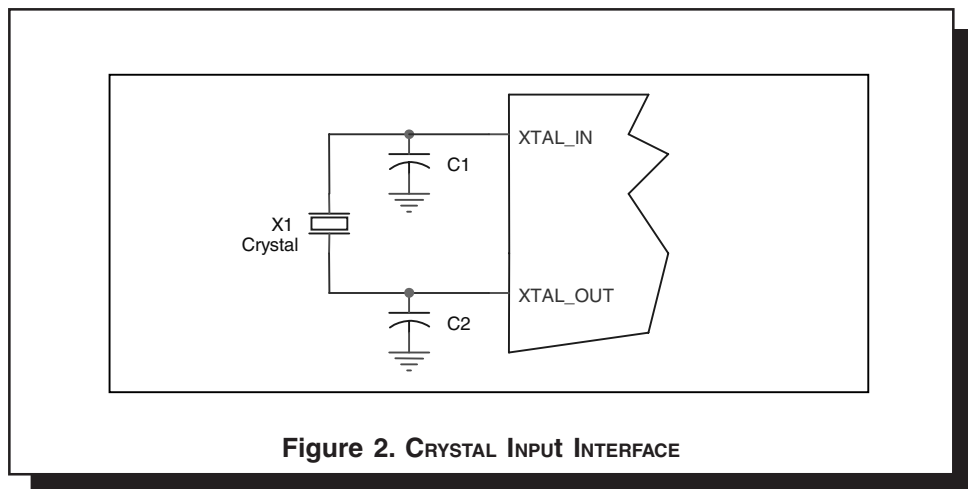 XTAL_IN
C1
X1
Crystal
XTAL_OUT
C2
Figure 2. CRYSTAL INPUt INTERFACE